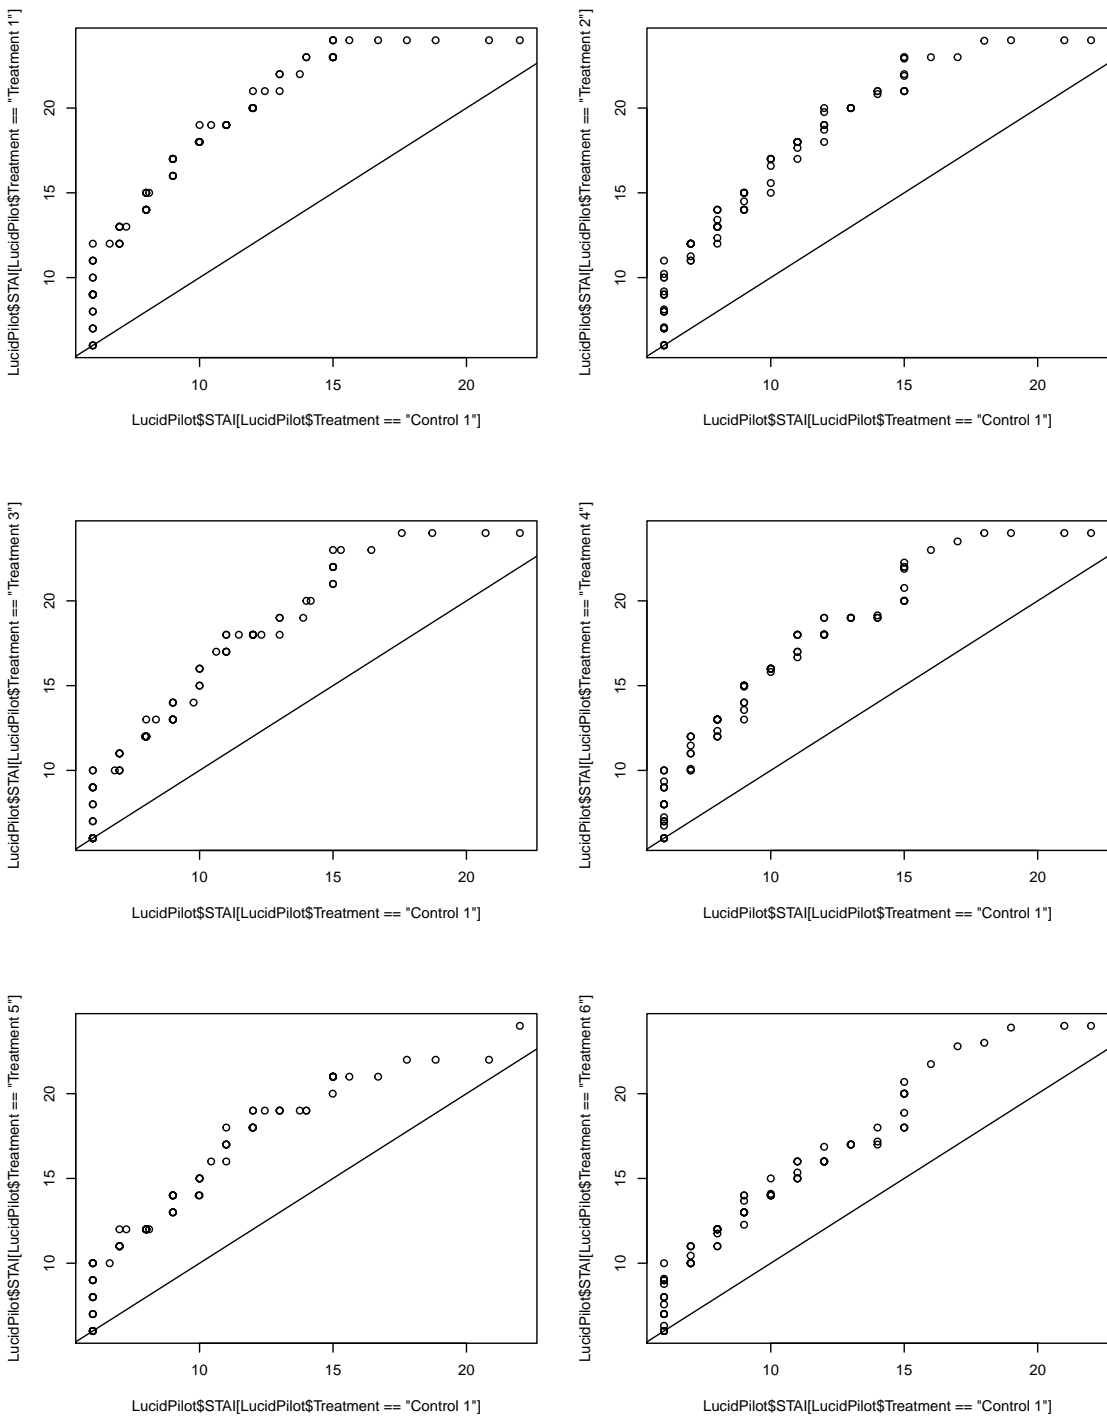 LucidPilot$STAI[LucidPilot$Treatment == "Treatment 1"]
20
15
10
10 15 20
LucidPilot$STAI[LucidPilot$Treatment == "Control 1"]
LucidPilot$STAI[LucidPilot$Treatment == "Treatment 2"]
20
15
10
10 15 20
LucidPilot$STAI[LucidPilot$Treatment == "Control 1"]
LucidPilot$STAI[LucidPilot$Treatment == "Treatment 3"]
20
15
10
10 15 20
LucidPilot$STAI[LucidPilot$Treatment == "Control 1"]
LucidPilot$STAI[LucidPilot$Treatment == "Treatment 4"]
20
15
10
10 15 20
LucidPilot$STAI[LucidPilot$Treatment == "Control 1"]
LucidPilot$STAI[LucidPilot$Treatment == "Treatment 5"]
20
15
10
10 15 20
LucidPilot$STAI[LucidPilot$Treatment == "Control 1"]
LucidPilot$STAI[LucidPilot$Treatment == "Treatment 6"]
20
15
10
10 15 20
LucidPilot$STAI[LucidPilot$Treatment == "Control 1"]